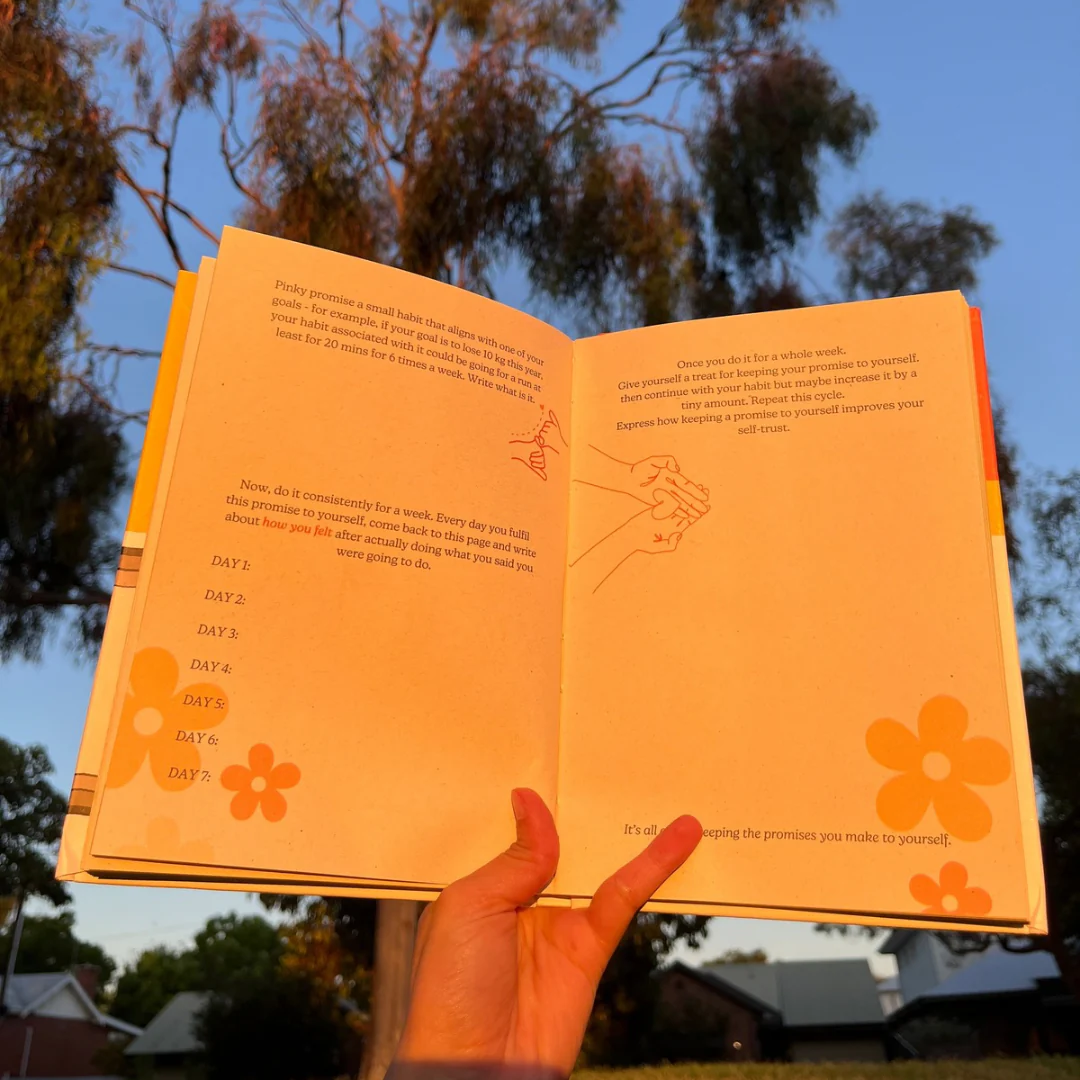 Pinky promise a small habit that aligns with one of your
goals - for example, if your goal is to lose 10 kg this year,
your habit associated with it could be going for a run at
least for 20 mins for 6 times a week. Write what is it.
Now, do it consistently for a week. Every day you fulfil
this promise to yourself, come back to this page and write
about how you felt after actually doing what you said you
were going to do.
DAY 1:
DAY 2:
DAY 3:
DAY 4:
DAY 5:
DAY 6:
DAY 7:
Once you do it for a whole week.
Give yourself a treat for keeping your promise to yourself.
then continue with your habit but maybe increase it by a
tiny amount. Repeat this cycle.
Express how keeping a promise to yourself improves your
self-trust.
It's all eeping the promises you make to yourself.